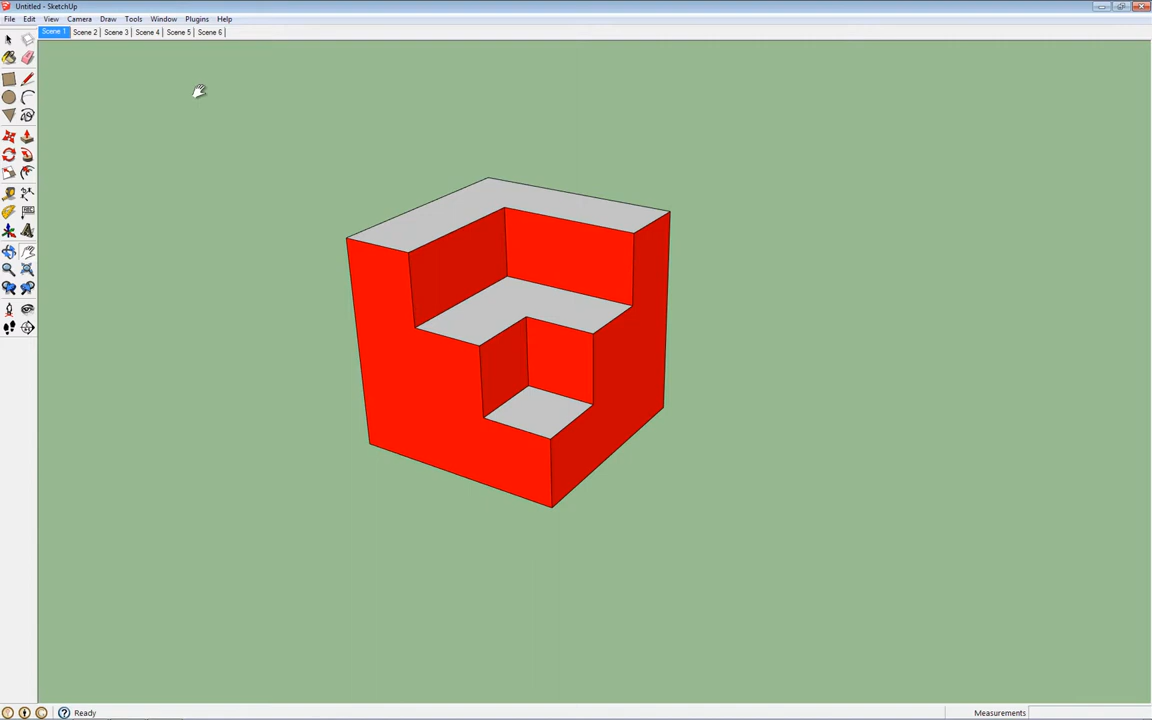 Untitled - SketchUp
File Edit View Camera Draw Tools Window Plugins Help
Scene 1 Scene 2 Scene 3 Scene 4 Scene 5 Scene 6
Ready Measurements